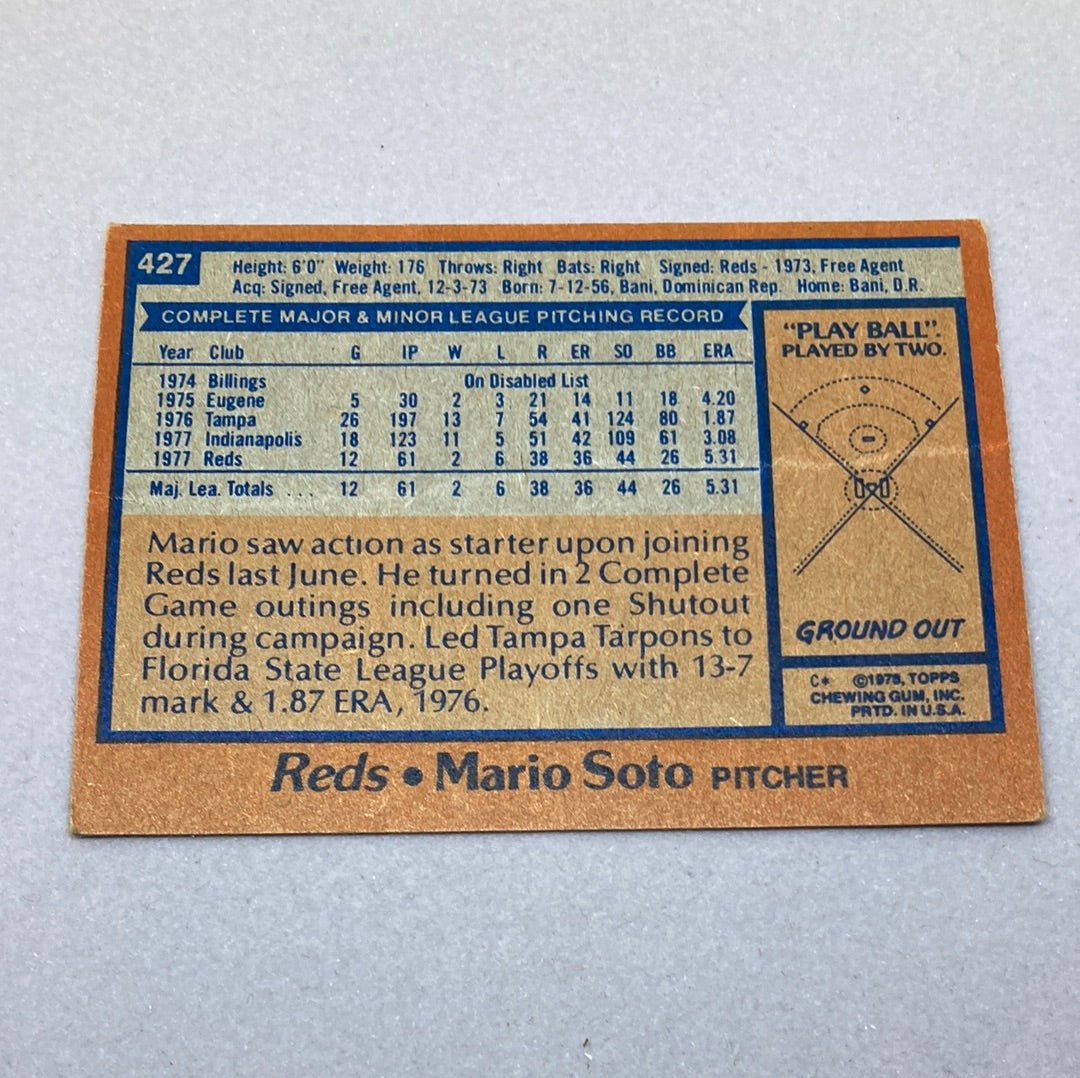 427
Height: 6'0" Weight: 176 Throws: Right Bats: Right Signed: Reds - 1973, Free Agent
Acq: Signed, Free Agent, 12-3-73 Born: 7-12-56, Bani, Dominican Rep. Home: Bani, D.R.
COMPLETE MAJOR & MINOR LEAGUE PITCHING RECORD
Year Club G IP W L R ER SO BB ERA
1974 Billings On Disabled List
1975 Eugene 5 30 2 3 21 14 11 18 4.20
1976 Tampa 26 197 13 7 54 41 124 80 1.87
1977 Indianapolis 18 123 11 5 51 42 109 61 3.08
1977 Reds 12 61 2 6 38 36 44 26 5.31
Maj. Lea. Totals ... 12 61 2 6 38 36 44 26 5.31
Mario saw action as starter upon joining
Reds last June. He turned in 2 Complete
Game outings including one Shutout
during campaign. Led Tampa Tarpons to
Florida State League Playoffs with 13-7
mark & 1.87 ERA, 1976.
"PLAY BALL".
PLAYED BY TWO.
GROUND OUT
C* ©1978, TOPPS
CHEWING GUM, INC.
PRTD. IN U.S.A.
Reds • Mario Soto PITCHER